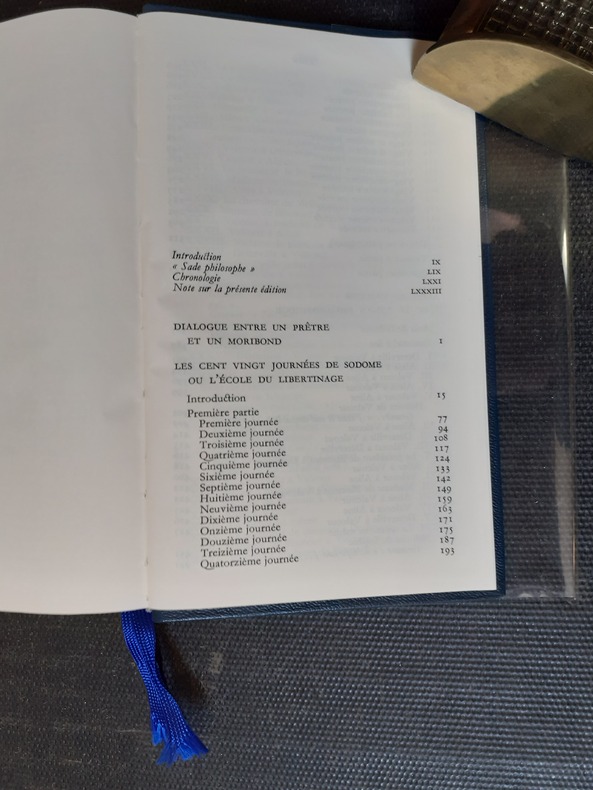 Introduction IX
« Sade philosophe » LIX
Chronologie LXXI
Note sur la présente édition LXXXIII
DIALOGUE ENTRE UN PRÊTRE
ET UN MORIBOND 1
LES CENT VINGT JOURNÉES DE SODOME
OU L'ÉCOLE DU LIBERTINAGE
Introduction 15
Première partie
Première journée 77
Deuxième journée 94
Troisième journée 108
Quatrième journée 117
Cinquième journée 124
Sixième journée 133
Septième journée 142
Huitième journée 149
Neuvième journée 159
Dixième journée 163
Onzième journée 171
Douzième journée 175
Treizième journée 187
Quatorzième journée 193